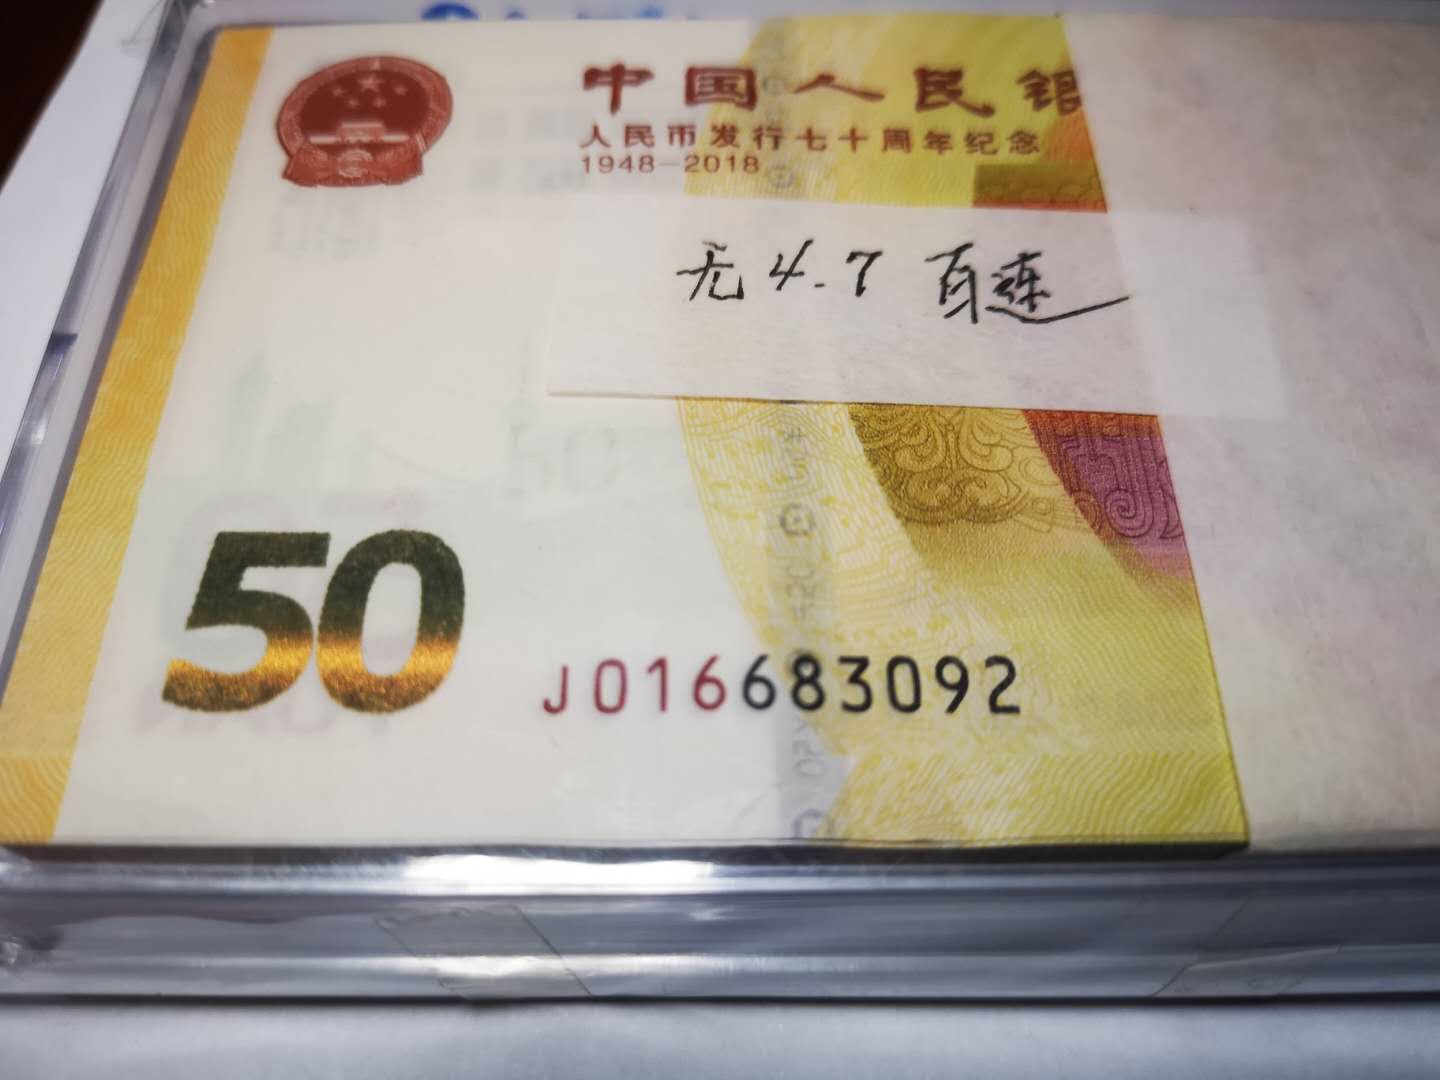 中国人民银
人民币发行七十周年纪念
1948-2018
无4.7 百连
50
J016683092